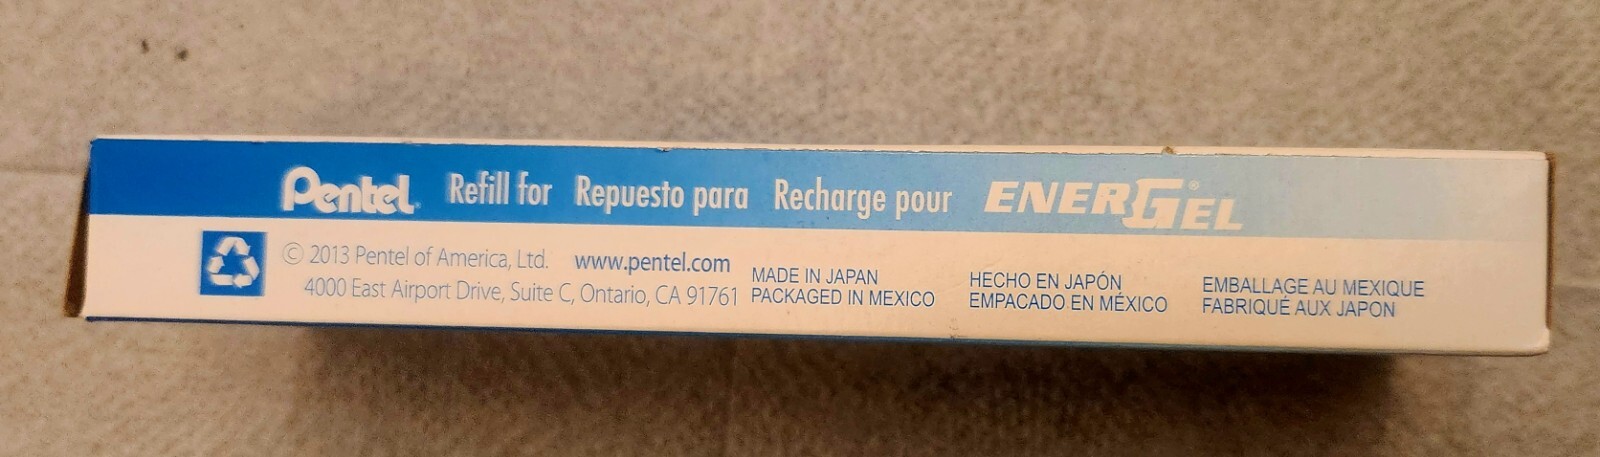 Pentel® Refill for Repuesto para Recharge pour ENERGEL®
© 2013 Pentel of America, Ltd. www.pentel.com
4000 East Airport Drive, Suite C, Ontario, CA 91761
MADE IN JAPAN
PACKAGED IN MEXICO
HECHO EN JAPÓN
EMPACADO EN MÉXICO
EMBALLAGE AU MEXIQUE
FABRIQUÉ AUX JAPON